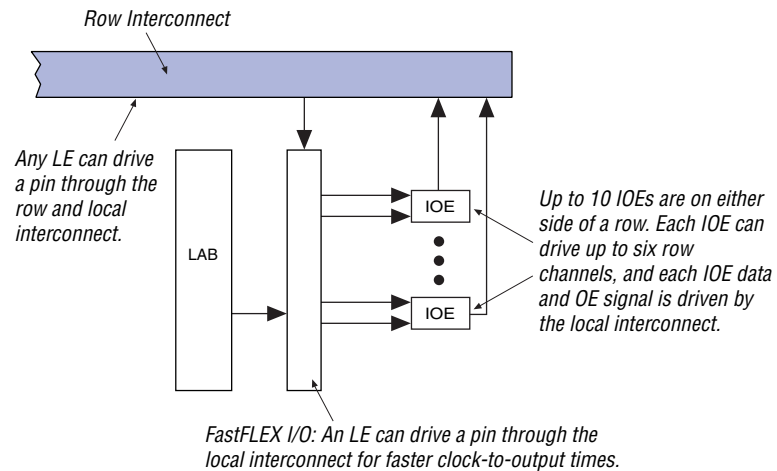 Row Interconnect
Any LE can drive
a pin through the
row and local
interconnect.
LAB
IOE
IOE
Up to 10 IOEs are on either
side of a row. Each IOE can
drive up to six row
channels, and each IOE data
and OE signal is driven by
the local interconnect.
FastFLEX I/O: An LE can drive a pin through the
local interconnect for faster clock-to-output times.